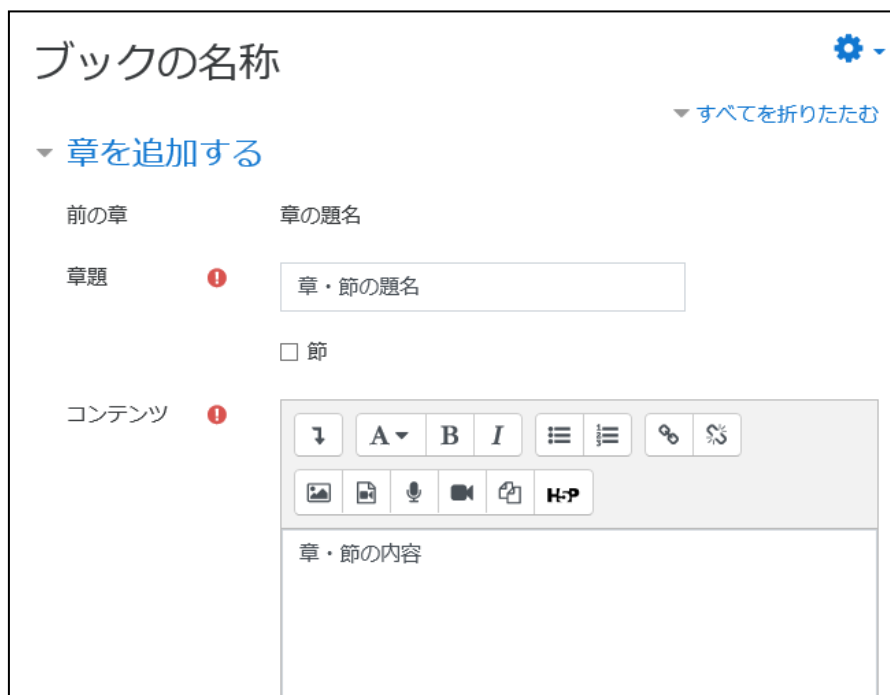 ブックの名称
すべてを折りたたむ
章を追加する
前の章 章の題名
章題 章・節の題名
節
コンテンツ
A B I
H5P
章・節の内容